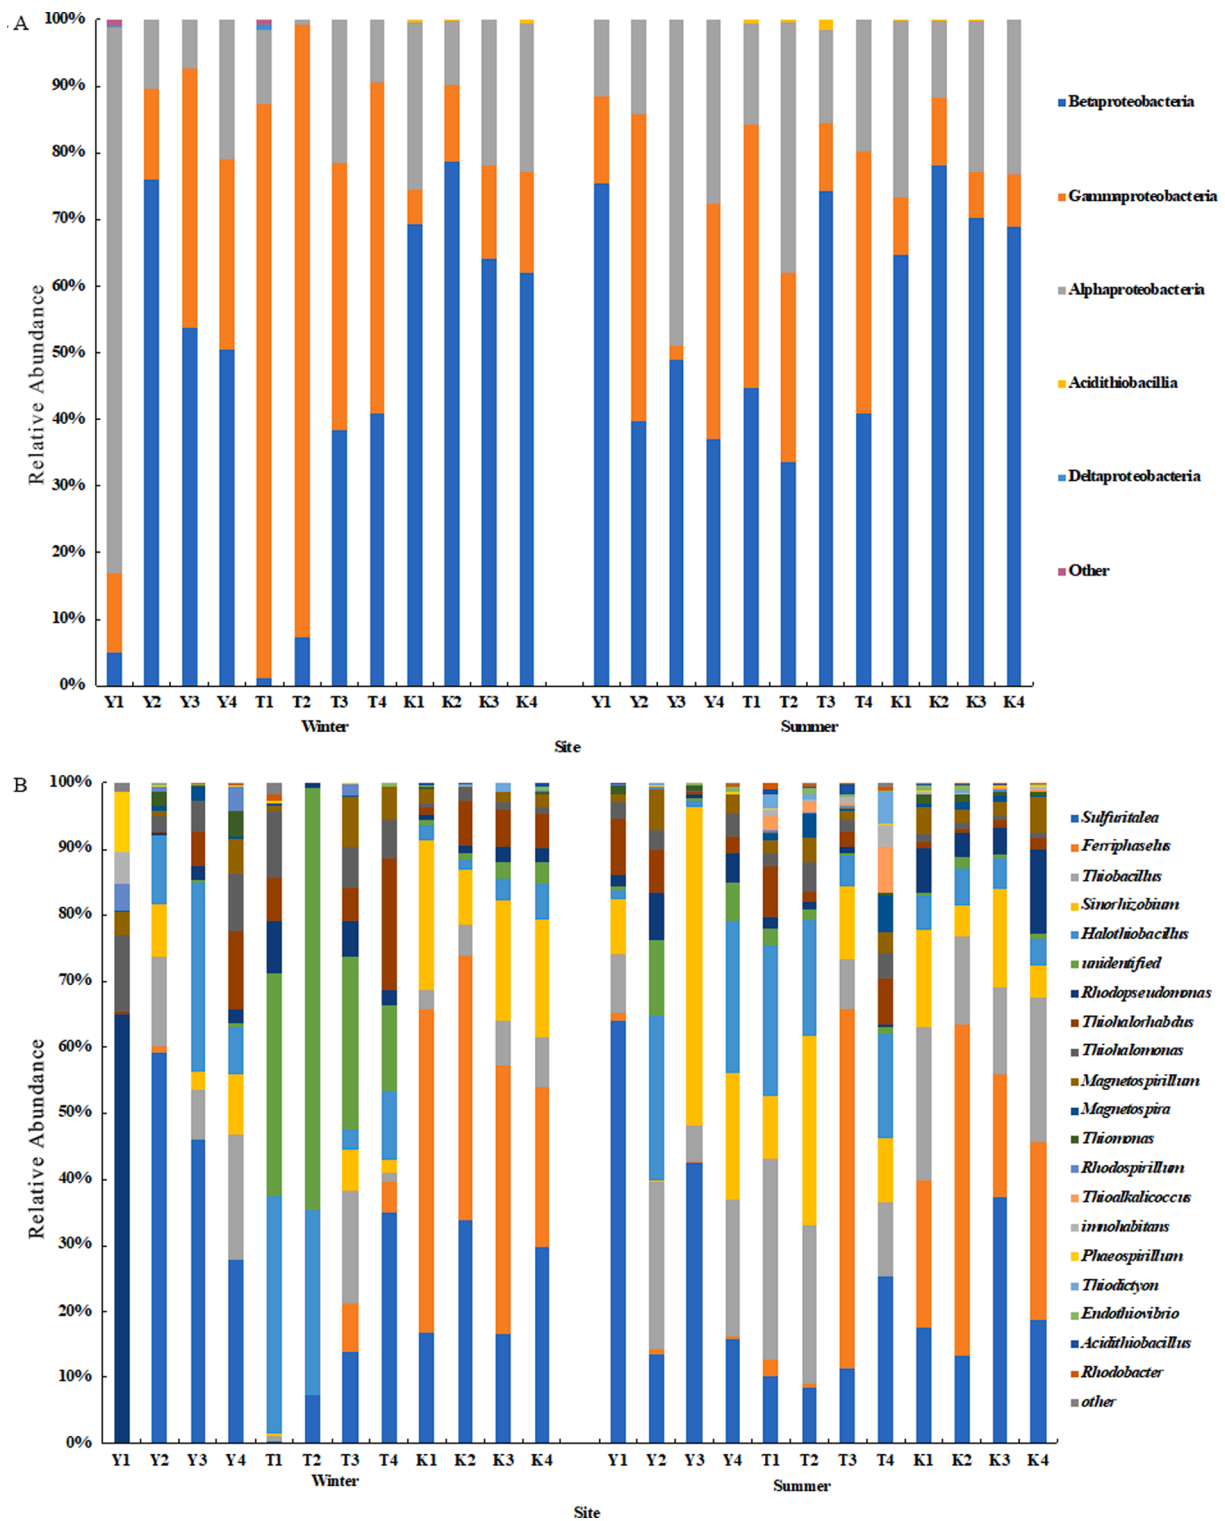 A
100%
90%
80%
70%
60%
50%
40%
30%
20%
10%
0%
Relative Abundance
Y1 Y2 Y3 Y4 T1 T2 T3 T4 K1 K2 K3 K4 Y1 Y2 Y3 Y4 T1 T2 T3 T4 K1 K2 K3 K4
Winter Summer
Site
Betaproteobacteria
Gammaproteobacteria
Alphaproteobacteria
Acidithiobacillia
Deltaproteobacteria
Other
B
100%
90%
80%
70%
60%
50%
40%
30%
20%
10%
0%
Relative Abundance
Y1 Y2 Y3 Y4 T1 T2 T3 T4 K1 K2 K3 K4 Y1 Y2 Y3 Y4 T1 T2 T3 T4 K1 K2 K3 K4
Winter Summer
Site
Sulfuritalea
Ferriphaselus
Thiobacillus
Sinorhizobium
Halothiobacillus
unidentified
Rhodopseudomonas
Thiohalorhabdus
Thiohalomonas
Magnetospirillum
Magnetospira
Thiomonas
Rhodospirillum
Thioalkalicoccus
imnohabitans
Phaeospirillum
Thiodictyon
Endothiovibrio
Acidithiobacillus
Rhodobacter
other